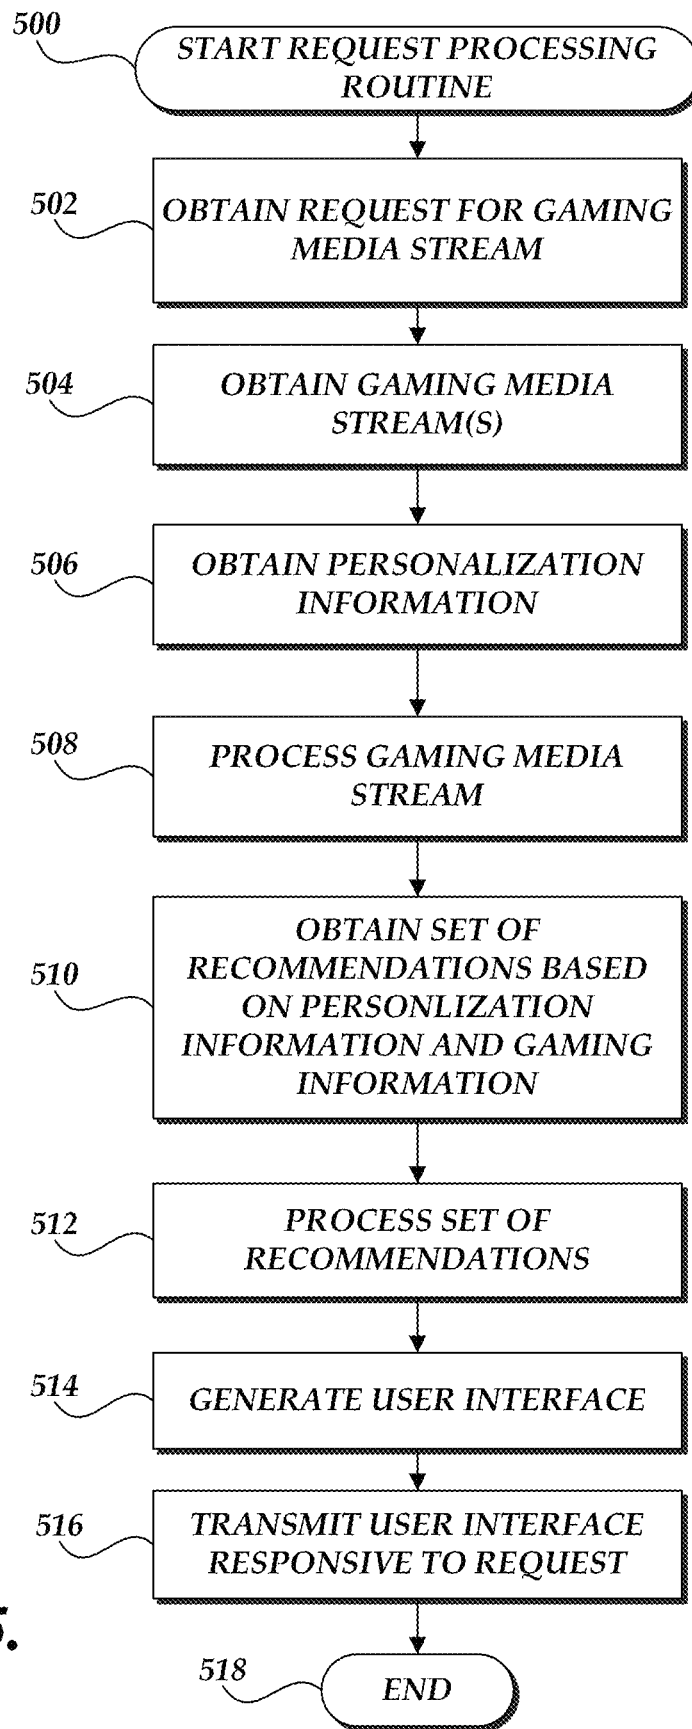 500
START REQUEST PROCESSING
ROUTINE
502
OBTAIN REQUEST FOR GAMING
MEDIA STREAM
504
OBTAIN GAMING MEDIA
STREAM(S)
506
OBTAIN PERSONALIZATION
INFORMATION
508
PROCESS GAMING MEDIA
STREAM
510
OBTAIN SET OF
RECOMMENDATIONS BASED
ON PERSONLIZATION
INFORMATION AND GAMING
INFORMATION
512
PROCESS SET OF
RECOMMENDATIONS
514
GENERATE USER INTERFACE
516
TRANSMIT USER INTERFACE
RESPONSIVE TO REQUEST
518
END